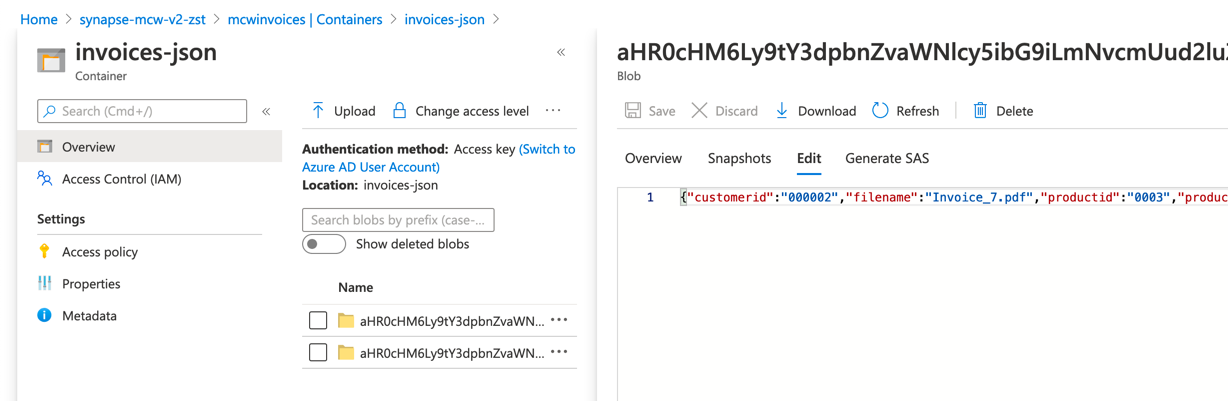 Home > synapse-mcw-v2-zst > mcwinvoices | Containers > invoices-json >
invoices-json
Container
Search (Cmd+/)
Overview
Access Control (IAM)
Settings
Access policy
Properties
Metadata
Upload
Change access level
Authentication method: Access key (Switch to
Azure AD User Account)
Location: invoices-json
Search blobs by prefix (case-...
Show deleted blobs
Name
aHR0cHM6Ly9tY3dpbnZvaWN...
aHR0cHM6Ly9tY3dpbnZvaWN...
aHR0cHM6Ly9tY3dpbnZvaWNlcy5ibG9iLmNvcmUud2luZ
Blob
Save
Discard
Download
Refresh
Delete
Overview
Snapshots
Edit
Generate SAS
1 {"customerid":"000002","filename":"Invoice_7.pdf","productid":"0003","produc